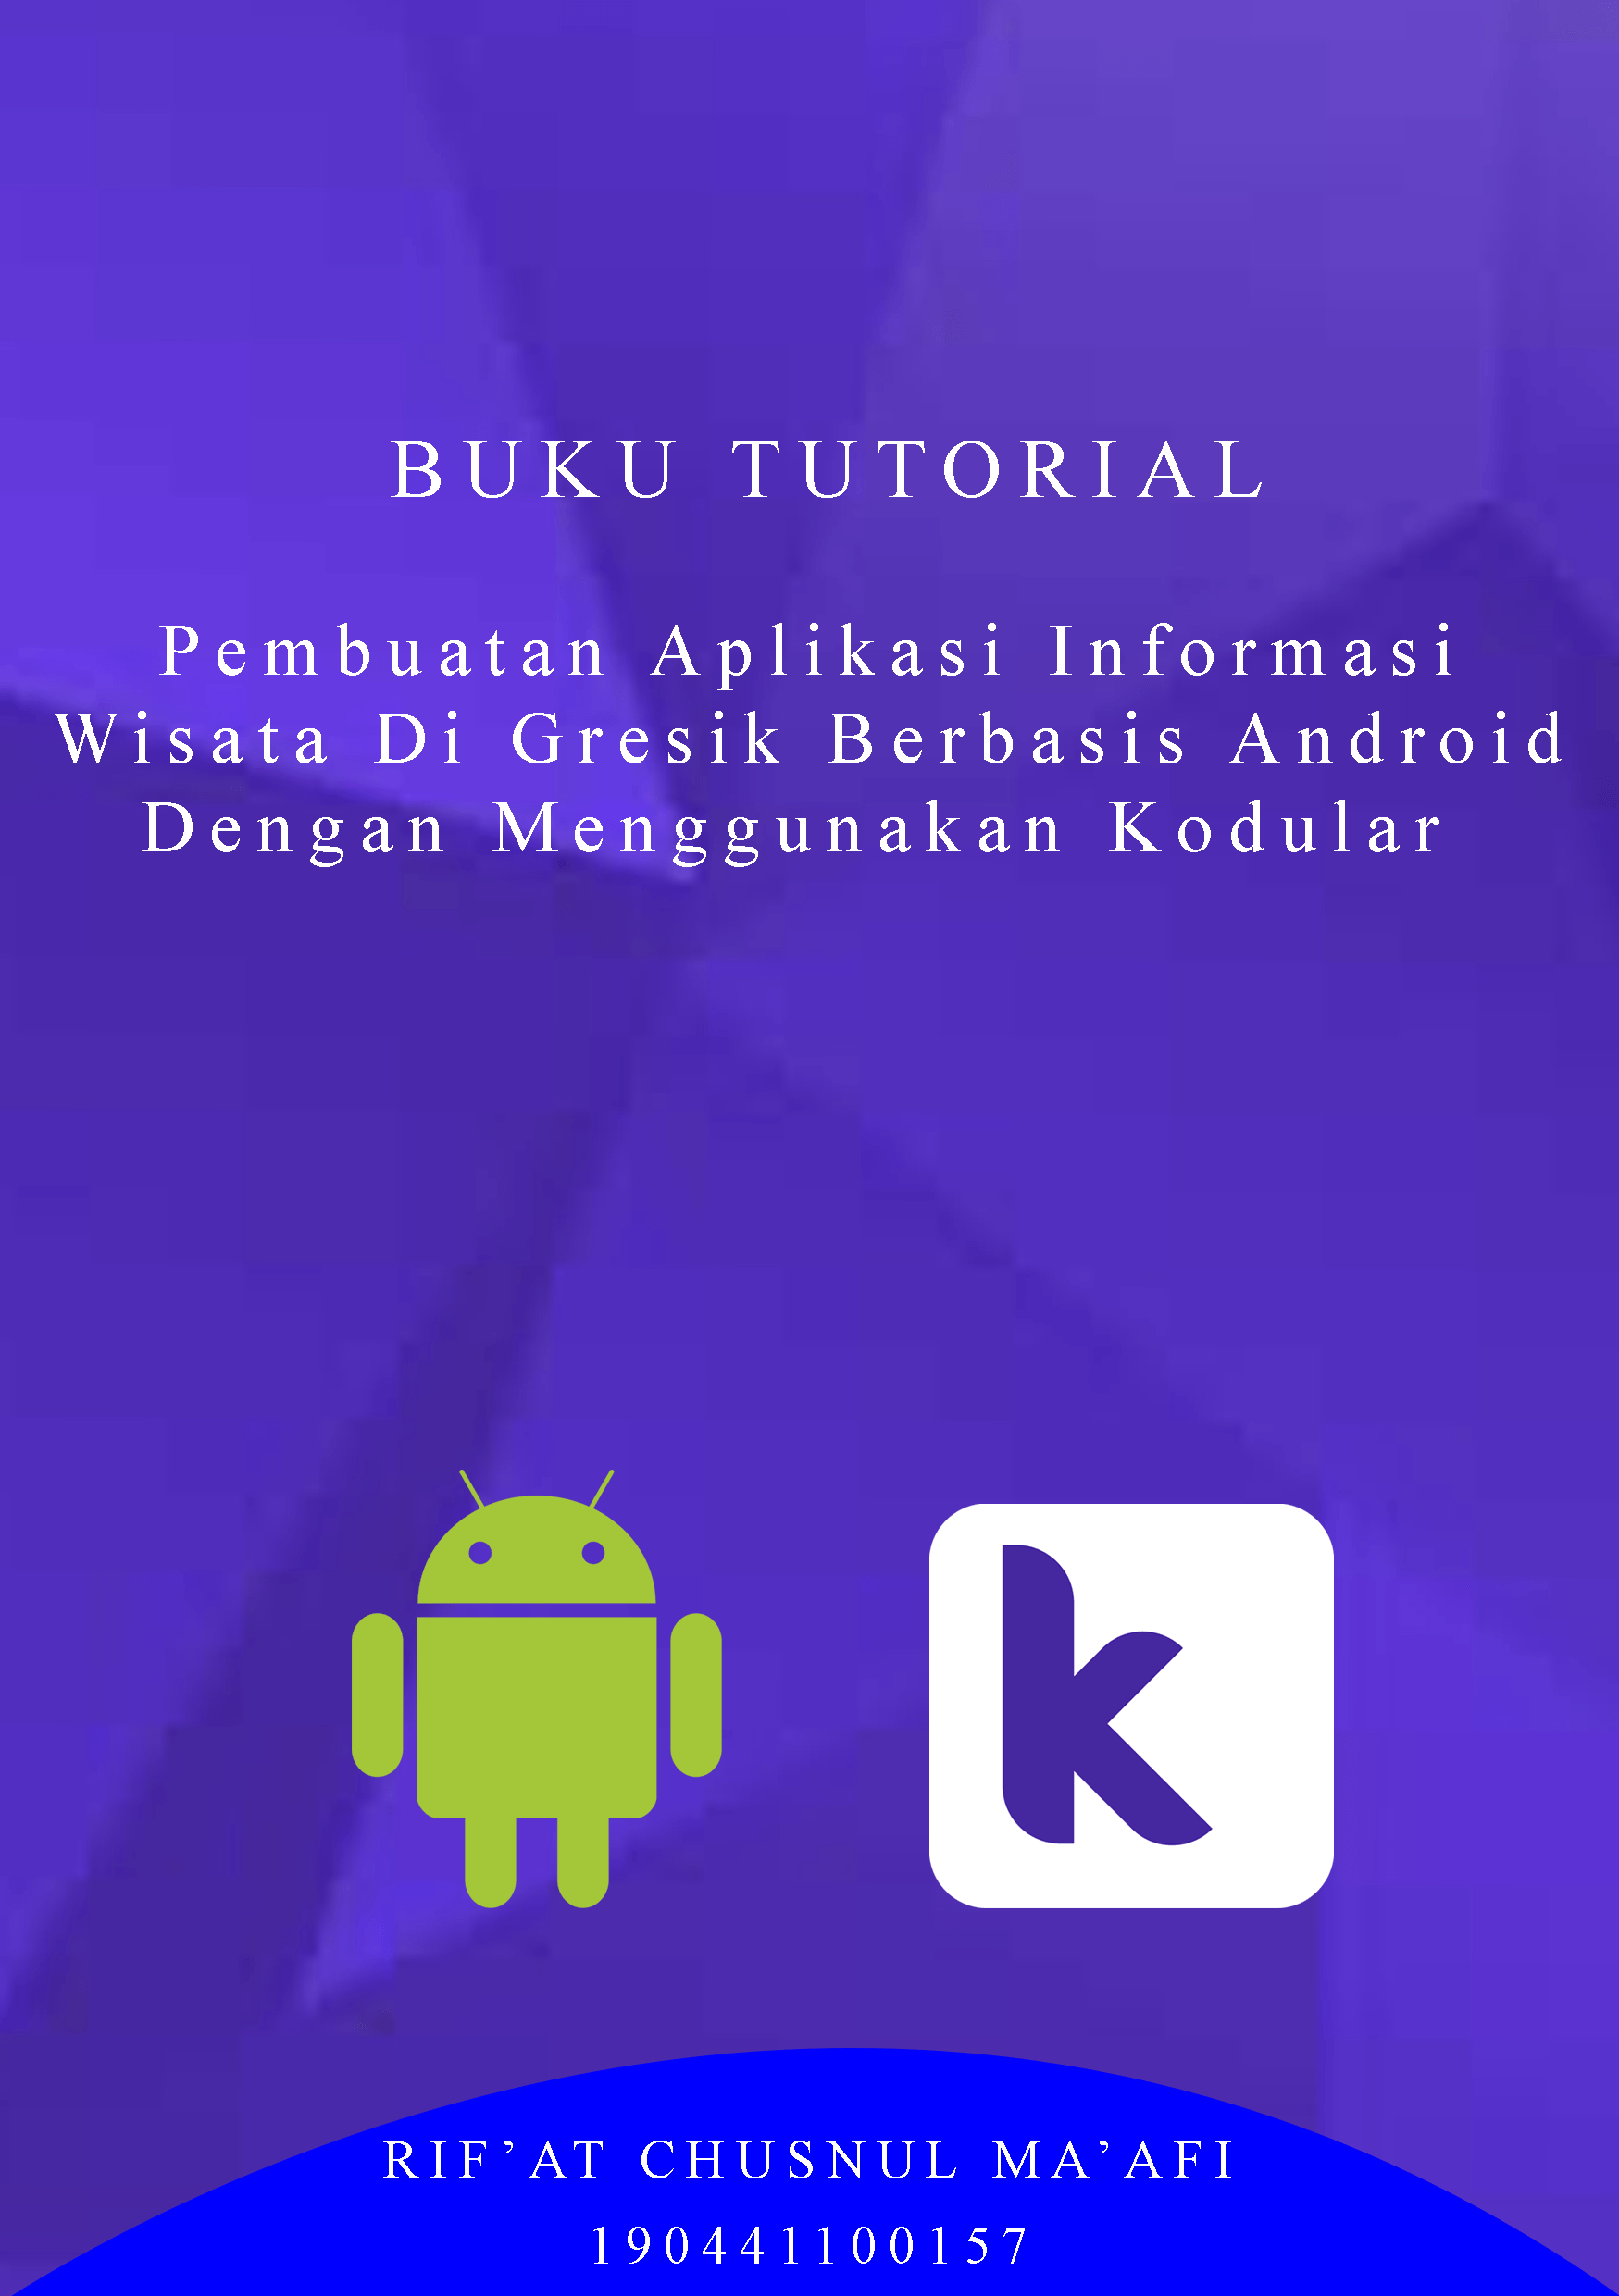 BUKU TUTORIAL
Pembuatan Aplikasi Informasi
Wisata Di Gresik Berbasis Android
Dengan Menggunakan Kodular
k
RIF’AT CHUSNUL MA’AFI
190441100157